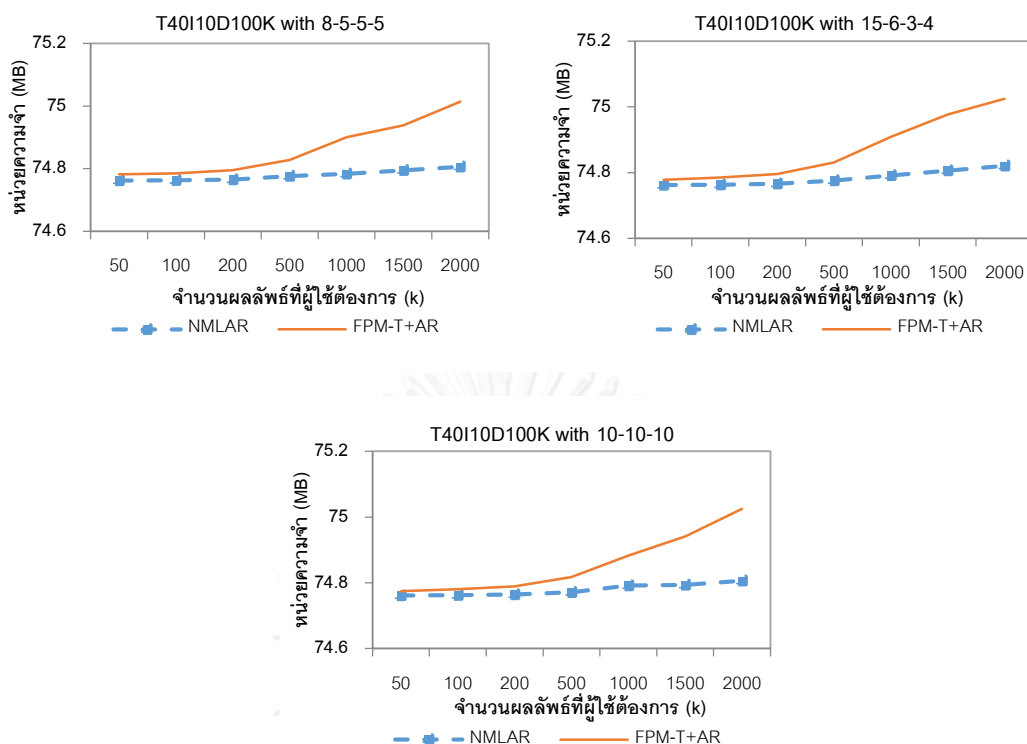 T40I10D100K with 8-5-5-5
หน่วยความจำ (MB)
75.2
75
74.8
74.6
50 100 200 500 1000 1500 2000
จำนวนผลลัพธ์ที่ผู้ใช้ต้องการ (k)
NMLAR FPM-T+AR
T40I10D100K with 15-6-3-4
หน่วยความจำ (MB)
75.2
75
74.8
74.6
50 100 200 500 1000 1500 2000
จำนวนผลลัพธ์ที่ผู้ใช้ต้องการ (k)
NMLAR FPM-T+AR
T40I10D100K with 10-10-10
หน่วยความจำ (MB)
75.2
75
74.8
74.6
50 100 200 500 1000 1500 2000
จำนวนผลลัพธ์ที่ผู้ใช้ต้องการ (k)
NMLAR FPM-T+AR